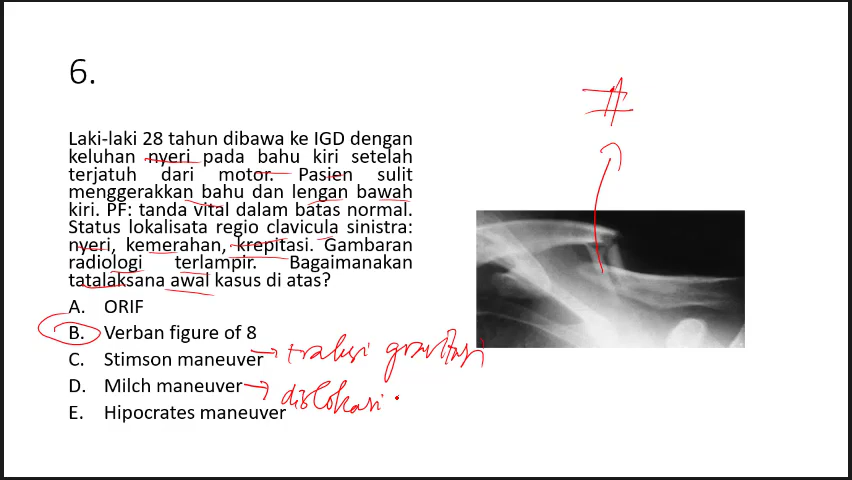 6.
Laki-laki 28 tahun dibawa ke IGD dengan
keluhan nyeri pada bahu kiri setelah
terjatuh dari motor. Pasien sulit
menggerakkan bahu dan lengan bawah
kiri. PF: tanda vital dalam batas normal.
Status lokalisata regio clavicula sinistra:
nyeri, kemerahan, krepitasi. Gambaran
radiologi terlampir. Bagaimanakan
tatalaksana awal kasus di atas?
A. ORIF
B. Verban figure of 8
C. Stimson maneuver → traksi gravitasi
D. Milch maneuver → dislokasi
E. Hipocrates maneuver
#